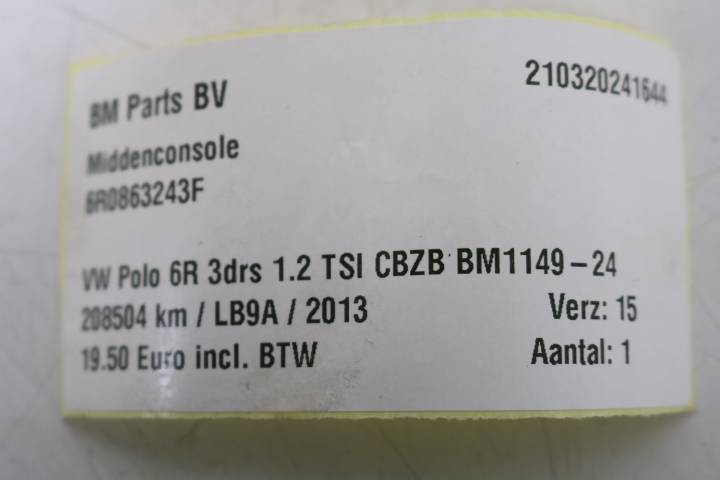 BM Parts BV
210320241644
Middenconsole
6R0863243F
VW Polo 6R 3drs 1.2 TSI CBZB BM1149-24
208504 km / LB9A / 2013 Verz: 15
19.50 Euro incl. BTW Aantal: 1